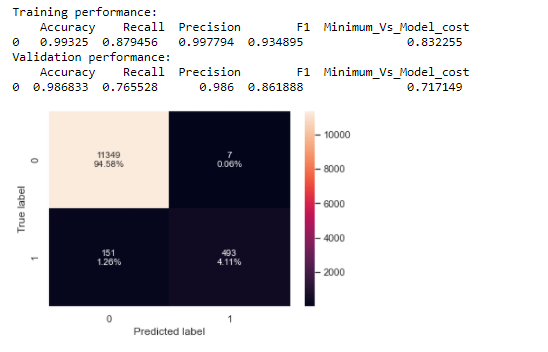 Training performance:
Accuracy Recall Precision F1 Minimum_Vs_Model_cost
0 0.99325 0.879456 0.997794 0.934895 0.832255
Validation performance:
Accuracy Recall Precision F1 Minimum_Vs_Model_cost
0 0.986833 0.765528 0.986 0.861888 0.717149
11349
94.58%
7
0.06%
151
1.26%
493
4.11%
True label
0
1
0 1
Predicted label
10000
8000
6000
4000
2000